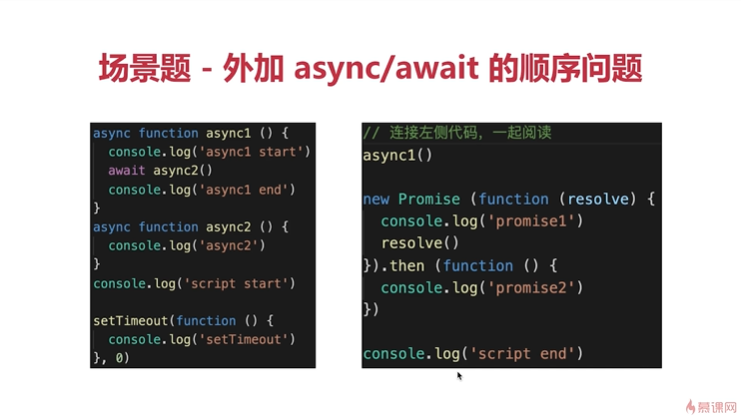 场景题 - 外加 async/await 的顺序问题
async function async1 () {
  console.log('async1 start')
  await async2()
  console.log('async1 end')
}
async function async2 () {
  console.log('async2')
}
console.log('script start')
setTimeout(function () {
  console.log('setTimeout')
}, 0)
// 连接左侧代码，一起阅读
async1()
new Promise (function (resolve) {
  console.log('promise1')
  resolve()
}).then (function () {
  console.log('promise2')
})
console.log('script end')
慕课网